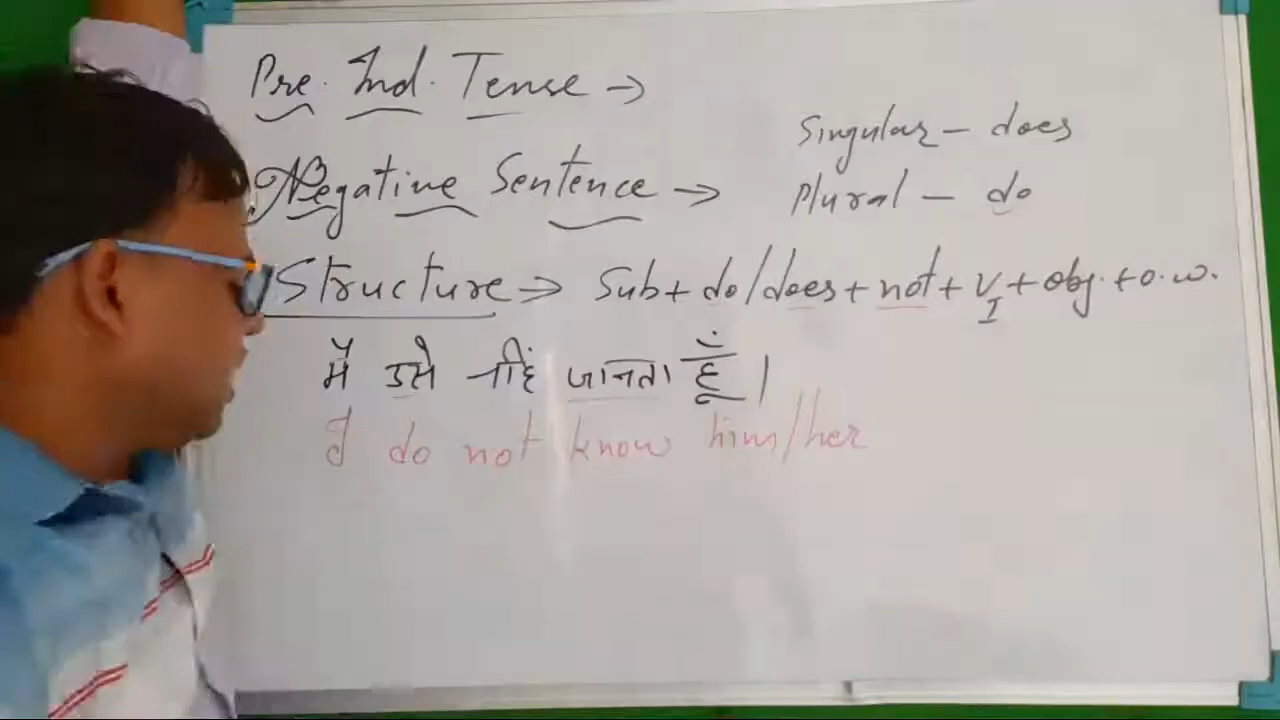 Pre. Ind. Tense →
Singular – does
Negative Sentence →
Plural – do
Structure → Sub + do/does + not + V I + obj. + o.w.
मैं उसे नहीं जानता हूँ।
I do not know him/her